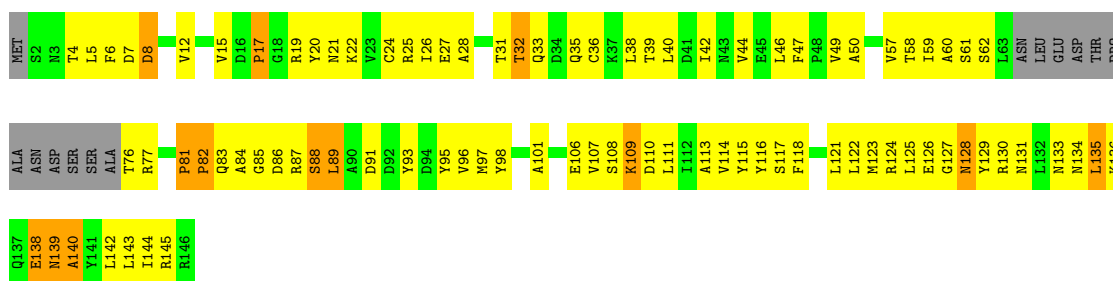 MET S2 N3 T4 L5 F6 D7 D8 V12 V15 D16 P17 G18 R19 Y20 N21 K22 V23 C24 R25 I26 E27 A28 T31 T32 Q33 D34 Q35 C36 K37 L38 T39 L40 D41 I42 N43 V44 E45 L46 F47 P48 V49 A50 V57 T58 I59 A60 S61 S62 L63 ASN LEU GLU ASP THR PRO
ALA ASN ASP SER SER ALA T76 R77 P81 P82 Q83 A84 G85 D86 R87 S88 L89 A90 D91 D92 Y93 D94 Y95 V96 M97 Y98 A101 E106 V107 S108 K109 D110 L111 I112 A113 V114 Y115 Y116 S117 F118 L121 L122 M123 R124 L125 E126 G127 N128 Y129 R130 N131 L132 N133 N134 L135 K136
Q137 E138 N139 A140 Y141 L142 L143 I144 R145 R146